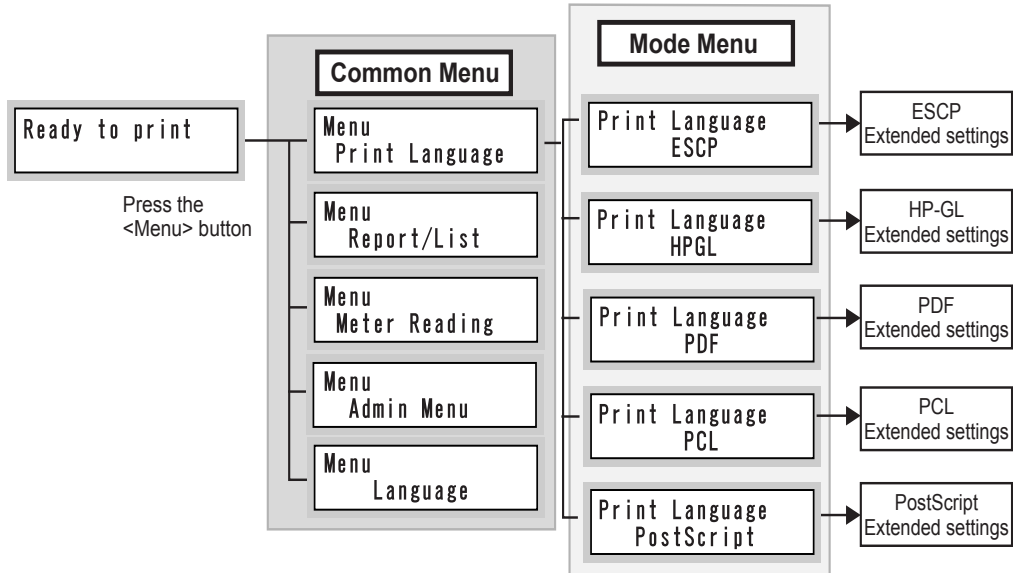 Mode Menu
Common Menu
Ready to print
Press the
<Menu> button
Menu
Print Language
Menu
Report/List
Menu
Meter Reading
Menu
Admin Menu
Menu
Language
Print Language
ESCP
Print Language
HPGL
Print Language
PDF
Print Language
PCL
Print Language
PostScript
ESCP
Extended settings
HP-GL
Extended settings
PDF
Extended settings
PCL
Extended settings
PostScript
Extended settings